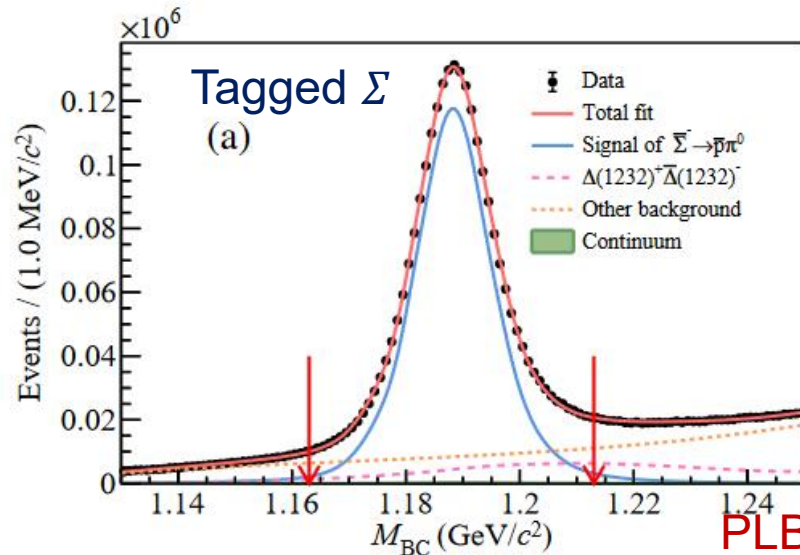 ×10⁶
Tagged Σ
(a)
Data
Total fit
Signal of Σ̄⁻→p̄π⁰
Δ(1232)⁺Δ̄(1232)⁻
Other background
Continuum
Events / (1.0 MeV/c²)
0.12
0.1
0.08
0.06
0.04
0.02
0
1.14 1.16 1.18 1.2 1.22 1.24
M_BC (GeV/c²)
PLB